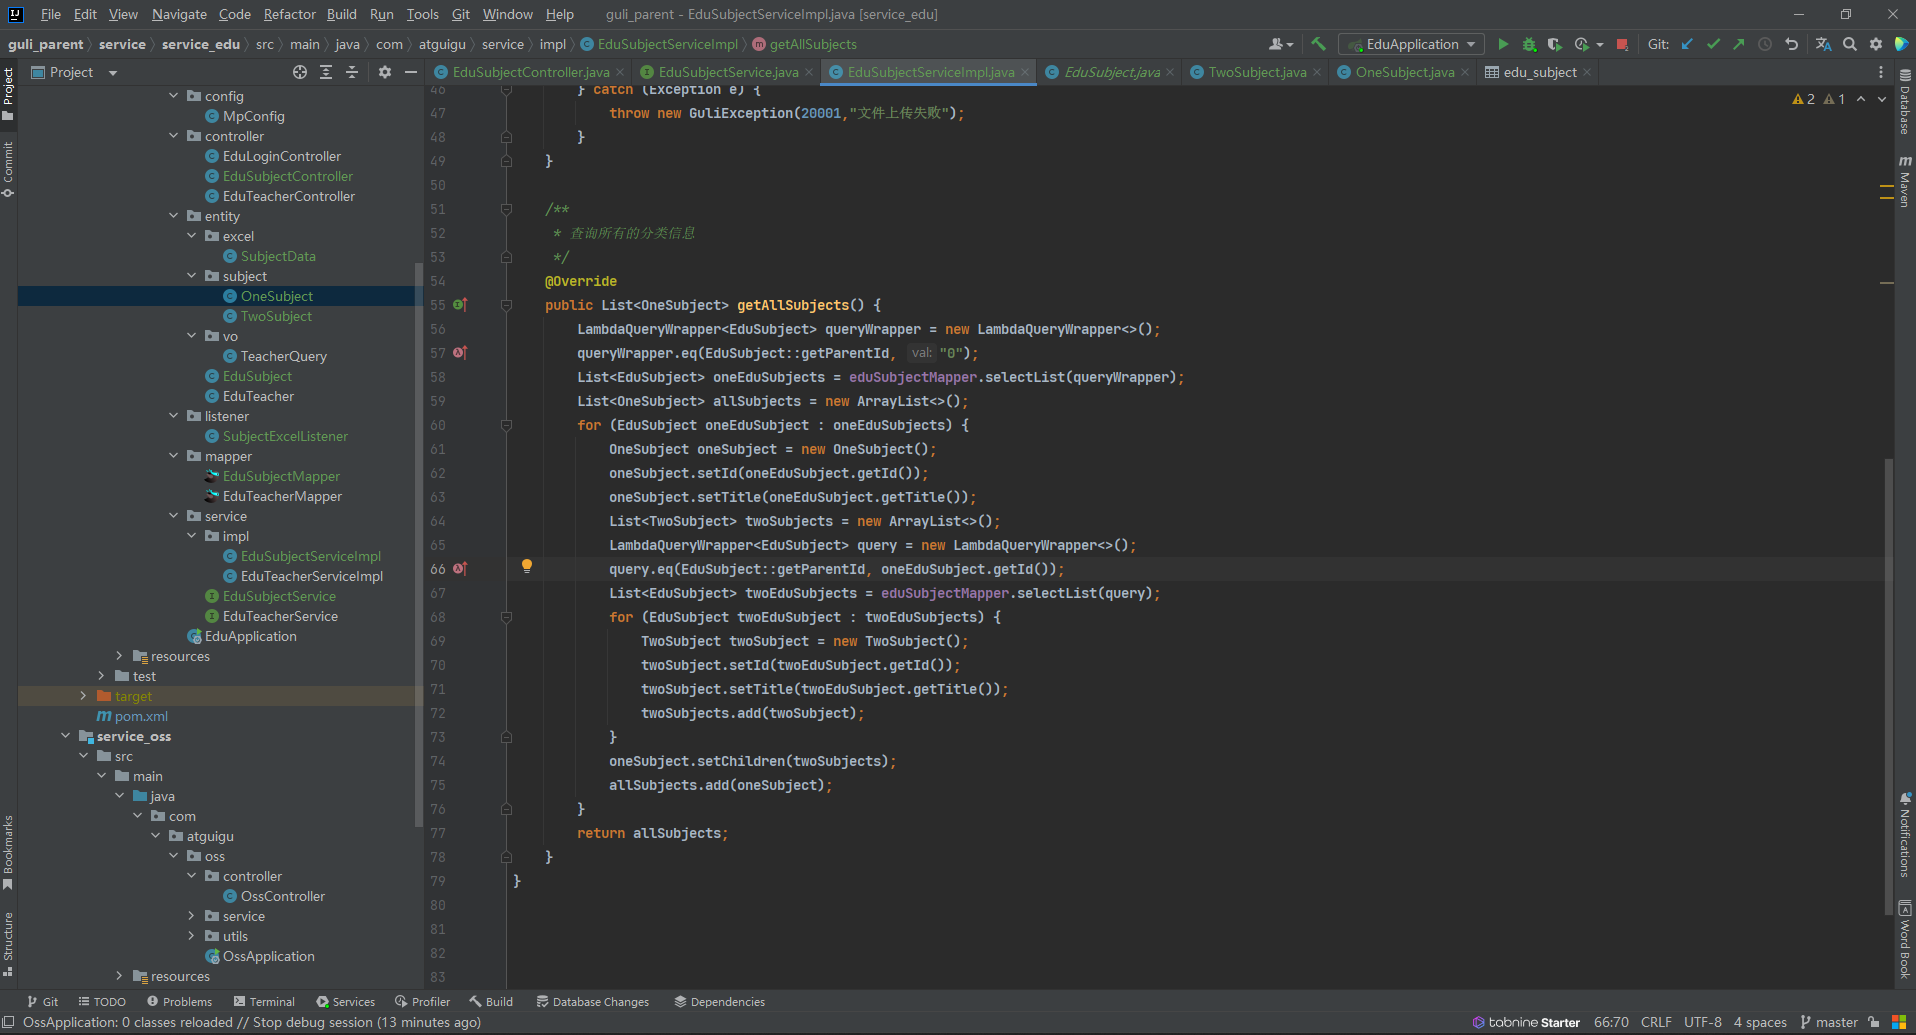 File Edit View Navigate Code Refactor Build Run Tools Git Window Help guli_parent - EduSubjectServiceImpl.java [service_edu]
guli_parent service service_edu src main java com atguigu service impl EduSubjectServiceImpl getAllSubjects EduApplication Git:
Project EduSubjectController.java EduSubjectService.java EduSubjectServiceImpl.java EduSubject.java TwoSubject.java OneSubject.java edu_subject
Project
Commit
Bookmarks
Structure
config
MpConfig
controller
EduLoginController
EduSubjectController
EduTeacherController
entity
excel
SubjectData
subject
OneSubject
TwoSubject
vo
TeacherQuery
EduSubject
EduTeacher
listener
SubjectExcelListener
mapper
EduSubjectMapper
EduTeacherMapper
service
impl
EduSubjectServiceImpl
EduTeacherServiceImpl
EduSubjectService
EduTeacherService
EduApplication
resources
test
target
pom.xml
service_oss
src
main
java
com
atguigu
oss
controller
OssController
service
utils
OssApplication
resources
2 1
46 } catch (Exception e) {
47 throw new GuliException(20001,"文件上传失败");
48 }
49 }
50
51 /**
52 * 查询所有的分类信息
53 */
54 @Override
55 public List<OneSubject> getAllSubjects() {
56 LambdaQueryWrapper<EduSubject> queryWrapper = new LambdaQueryWrapper<>();
57 queryWrapper.eq(EduSubject::getParentId, val: "0");
58 List<EduSubject> oneEduSubjects = eduSubjectMapper.selectList(queryWrapper);
59 List<OneSubject> allSubjects = new ArrayList<>();
60 for (EduSubject oneEduSubject : oneEduSubjects) {
61 OneSubject oneSubject = new OneSubject();
62 oneSubject.setId(oneEduSubject.getId());
63 oneSubject.setTitle(oneEduSubject.getTitle());
64 List<TwoSubject> twoSubjects = new ArrayList<>();
65 LambdaQueryWrapper<EduSubject> query = new LambdaQueryWrapper<>();
66 query.eq(EduSubject::getParentId, oneEduSubject.getId());
67 List<EduSubject> twoEduSubjects = eduSubjectMapper.selectList(query);
68 for (EduSubject twoEduSubject : twoEduSubjects) {
69 TwoSubject twoSubject = new TwoSubject();
70 twoSubject.setId(twoEduSubject.getId());
71 twoSubject.setTitle(twoEduSubject.getTitle());
72 twoSubjects.add(twoSubject);
73 }
74 oneSubject.setChildren(twoSubjects);
75 allSubjects.add(oneSubject);
76 }
77 return allSubjects;
78 }
79 }
80
81
82
83
Database
Maven
Notifications
Word Book
Git TODO Problems Terminal Services Profiler Build Database Changes Dependencies
OssApplication: 0 classes reloaded // Stop debug session (13 minutes ago) tabnine Starter 66:70 CRLF UTF-8 4 spaces master